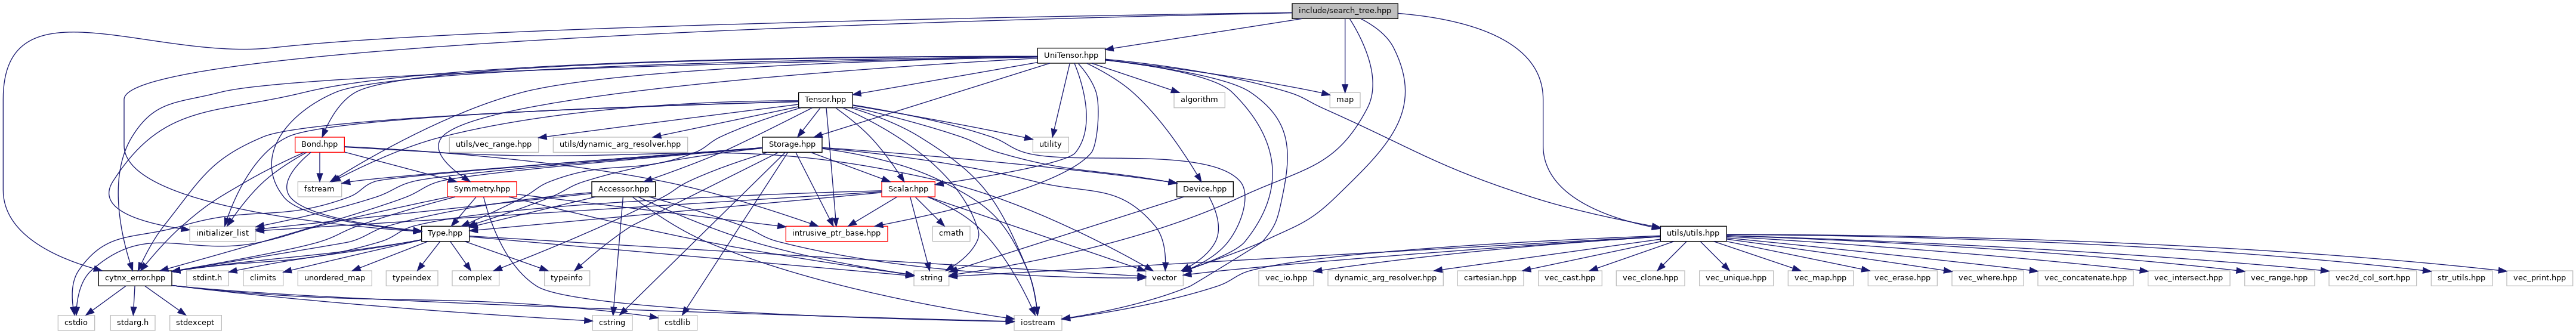 include/search_tree.hpp
UniTensor.hpp
Tensor.hpp
algorithm
map
Bond.hpp
utils/vec_range.hpp
utils/dynamic_arg_resolver.hpp
Storage.hpp
utility
fstream
Symmetry.hpp
Accessor.hpp
Scalar.hpp
Device.hpp
initializer_list
Type.hpp
intrusive_ptr_base.hpp
cmath
utils/utils.hpp
cytnx_error.hpp
stdint.h
climits
unordered_map
typeindex
complex
typeinfo
string
vector
vec_io.hpp
dynamic_arg_resolver.hpp
cartesian.hpp
vec_cast.hpp
vec_clone.hpp
vec_unique.hpp
vec_map.hpp
vec_erase.hpp
vec_where.hpp
vec_concatenate.hpp
vec_intersect.hpp
vec_range.hpp
vec2d_col_sort.hpp
str_utils.hpp
vec_print.hpp
cstdio
stdarg.h
stdexcept
cstring
cstdlib
iostream